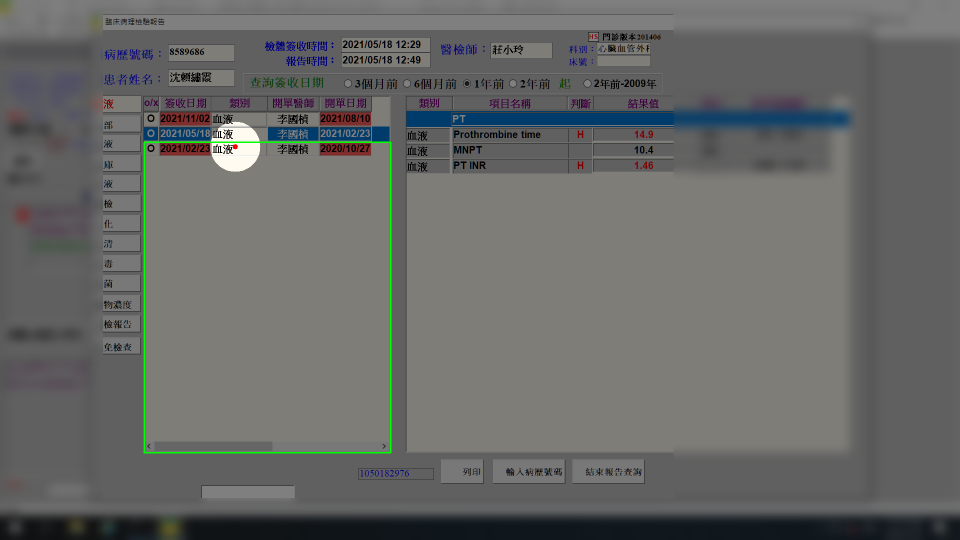 臨床病理檢驗報告
HS 門診版本201406
病歷號碼： 8589686 檢體簽收時間： 2021/05/18 12:29 醫檢師： 莊小玲 科別： 心臟血管外科
報告時間： 2021/05/18 12:49 床號：
患者姓名： 沈賴繡霞 查詢簽收日期 3個月前 6個月前 1年前 2年前 起 2年前-2009年
液 o/x 簽收日期 類別 開單醫師 開單日期 類別 項目名稱 判斷 結果值
O 2021/11/02 血液 李國楨 2021/08/10 PT
部
O 2021/05/18 血液 李國楨 2021/02/23 血液 Prothrombine time H 14.9
液
O 2021/02/23 血液 李國楨 2020/10/27 血液 MNPT 10.4
庫 血液 PT INR H 1.46
液
檢
化
清
毒
菌
物濃度
檢報告
免檢查
1050182976 列印 輸入病歷號碼 結束報告查詢